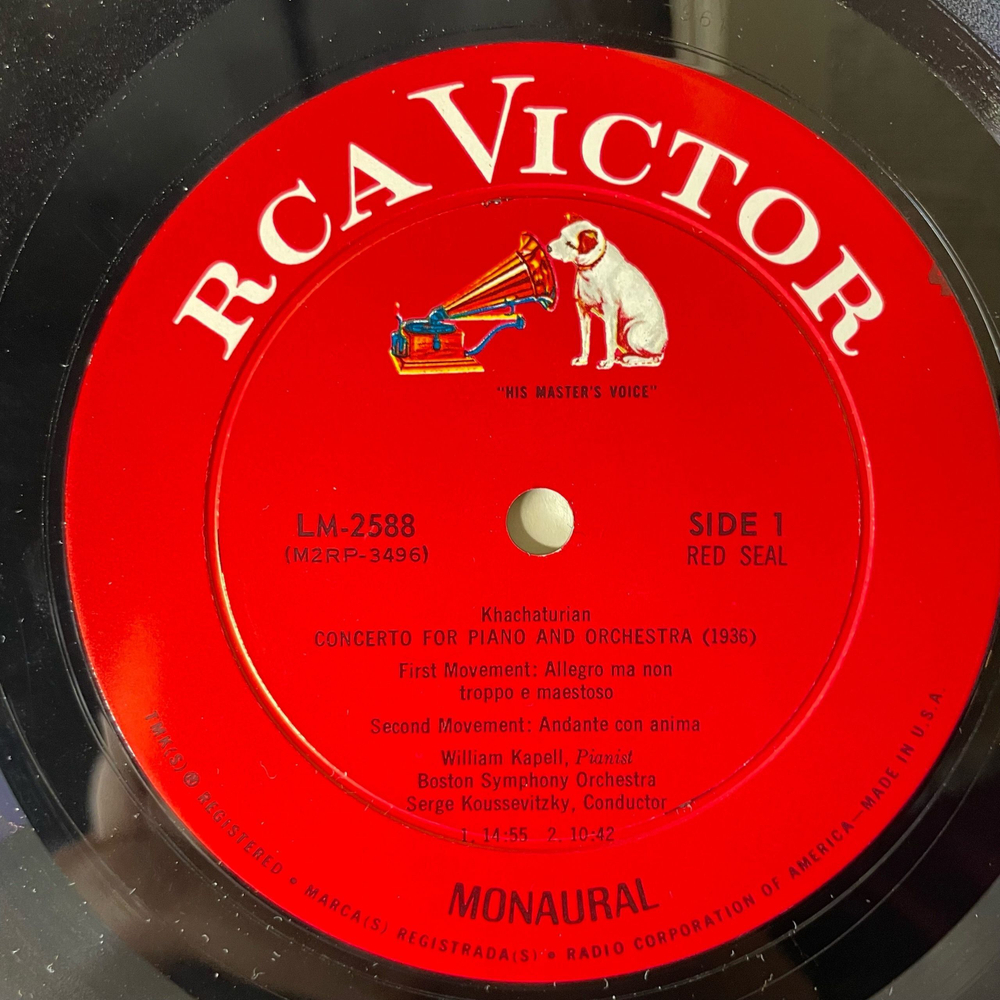 RCA VICTOR
"HIS MASTER'S VOICE"
LM-2588
(M2RP-3496)
SIDE 1
RED SEAL
Khachaturian
CONCERTO FOR PIANO AND ORCHESTRA (1936)
First Movement: Allegro ma non
troppo e maestoso
Second Movement: Andante con anima
William Kapell, Pianist
Boston Symphony Orchestra
Serge Koussevitzky, Conductor
1. 14:55 2. 10:42
MONAURAL
TMK(S) ® REGISTERED • MARCA(S) REGISTRADA(S) • RADIO CORPORATION OF AMERICA—MADE IN U.S.A